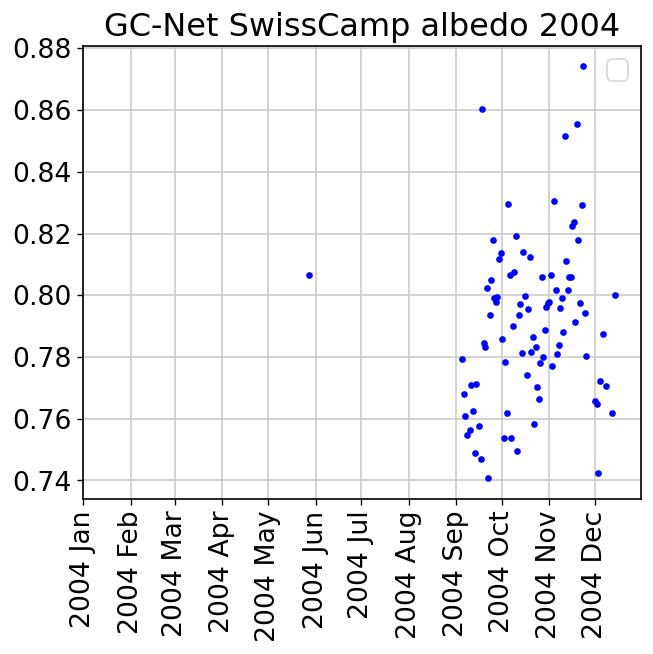 GC-Net SwissCamp albedo 2004
0.88
0.86
0.84
0.82
0.80
0.78
0.76
0.74
2004 Jan
2004 Feb
2004 Mar
2004 Apr
2004 May
2004 Jun
2004 Jul
2004 Aug
2004 Sep
2004 Oct
2004 Nov
2004 Dec